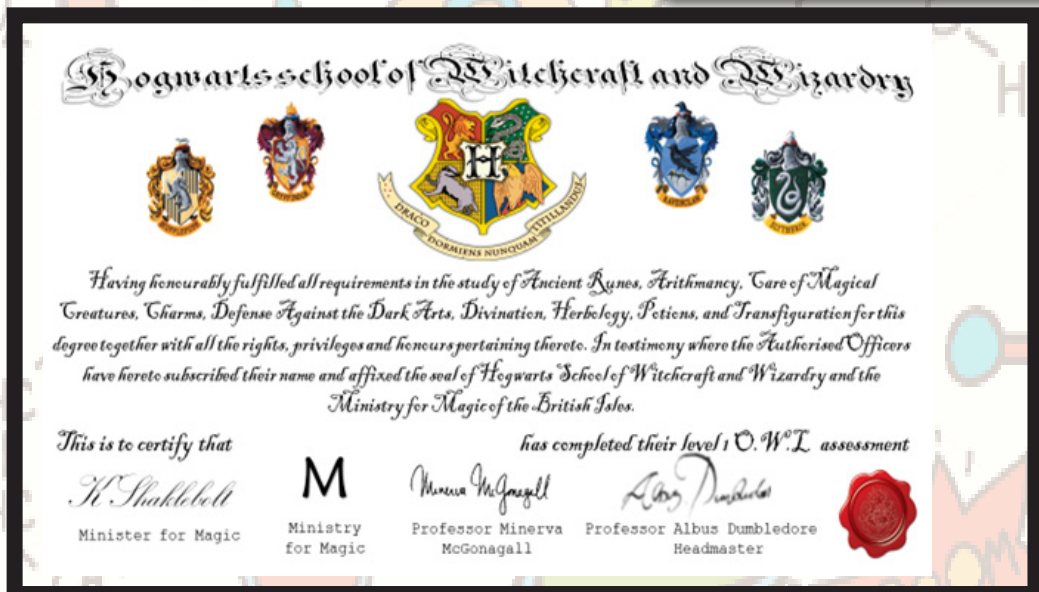 Hogwarts school of Witchcraft and Wizardry
HUFFLEPUFF
GRYFFINDOR
H
RAVENCLAW
SLYTHERIN
DRACO DORMIENS NUNQUAM TITILLANDUS
Having honourably fulfilled all requirements in the study of Ancient Runes, Arithmancy, Care of Magical
Creatures, Charms, Defense Against the Dark Arts, Divination, Herbology, Potions, and Transfiguration for this
degree together with all the rights, privileges and honours pertaining thereto. In testimony where the Authorised Officers
have hereto subscribed their name and affixed the seal of Hogwarts School of Witchcraft and Wizardry and the
Ministry for Magic of the British Isles.
This is to certify that has completed their level 1 O.W.L assessment
K Shaklebolt
M
Minerva McGonagall
Albus Dumbledor
Minister for Magic
Ministry
for Magic
Professor Minerva
McGonagall
Professor Albus Dumbledore
Headmaster
H